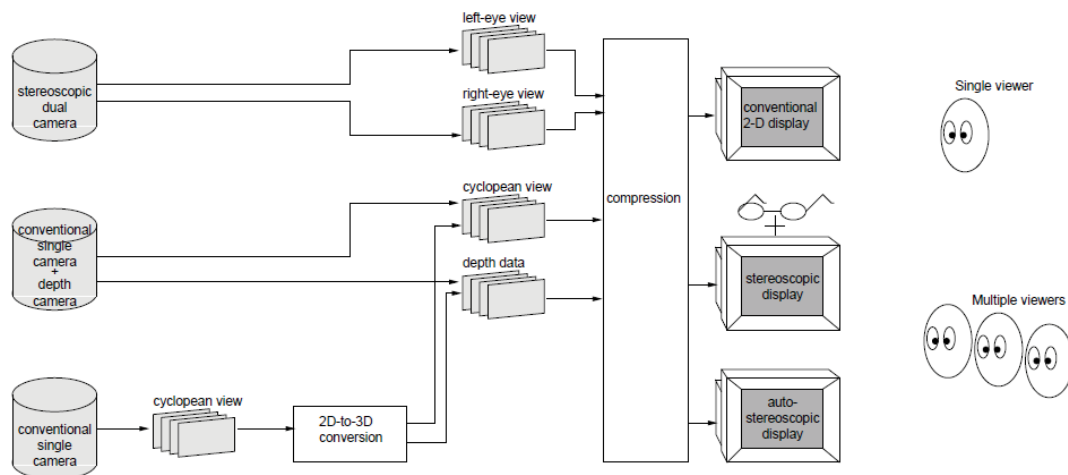 left-eye view
stereoscopic
dual
camera
right-eye view
conventional
2-D display
Single viewer
cyclopean view
compression
conventional
single
camera
+
depth
camera
depth data
stereoscopic
display
Multiple viewers
cyclopean view
2D-to-3D
conversion
conventional
single
camera
auto-
stereoscopic
display